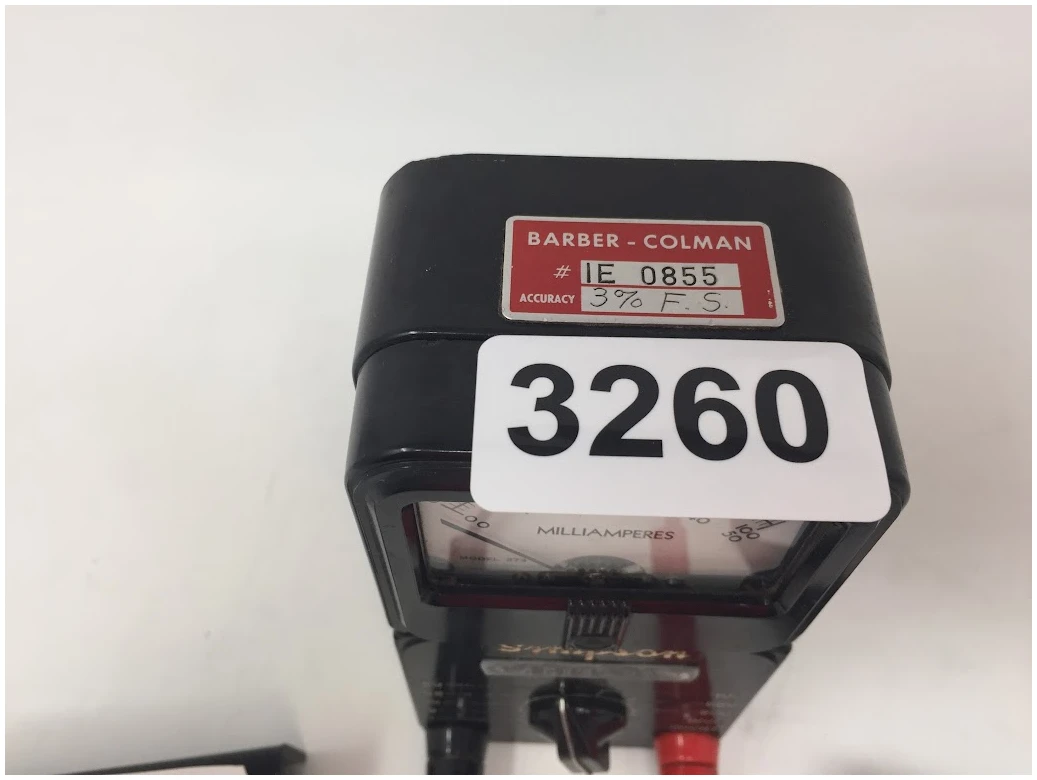 BARBER - COLMAN
# IE 0855
ACCURACY 3% F. S.
3260
MILLIAMPERES
Simpson